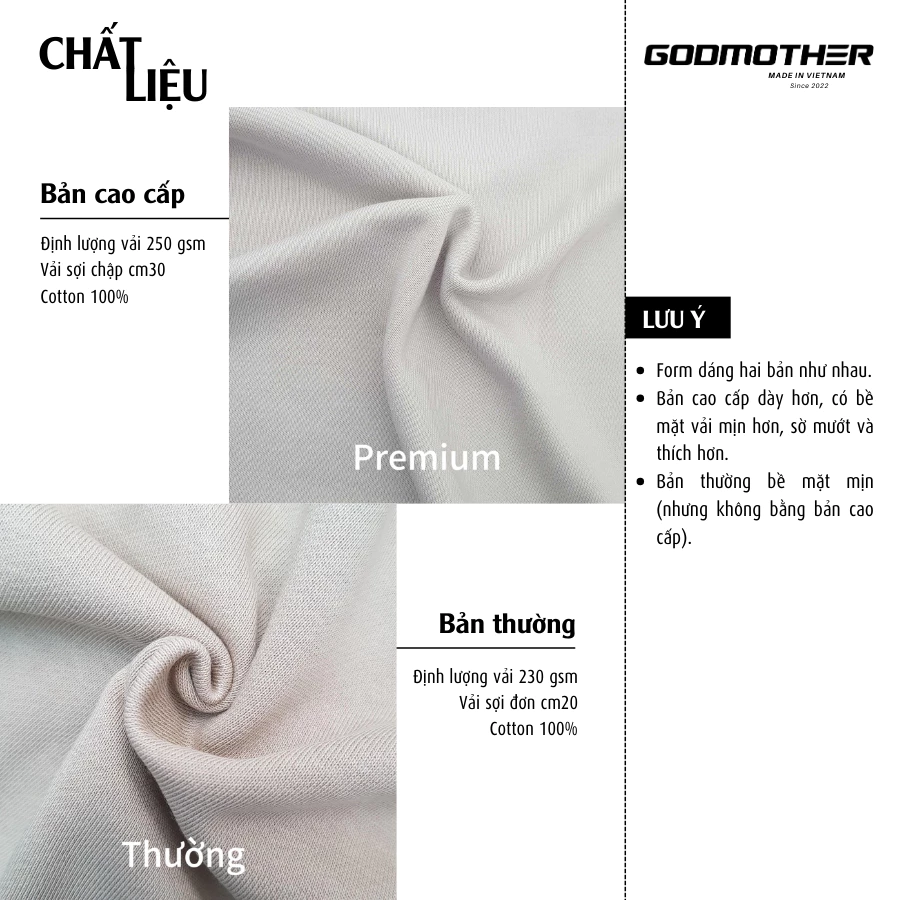 CHẤT
LIỆU
GODMOTHER
MADE IN VIETNAM
Since 2022
Bản cao cấp
Định lượng vải 250 gsm
Vải sợi chập cm30
Cotton 100%
Premium
LƯU Ý
• Form dáng hai bản như nhau.
• Bản cao cấp dày hơn, có bề
mặt vải mịn hơn, sờ mướt và
thích hơn.
• Bản thường bề mặt mịn
(nhưng không bằng bản cao
cấp).
Bản thường
Định lượng vải 230 gsm
Vải sợi đơn cm20
Cotton 100%
Thường